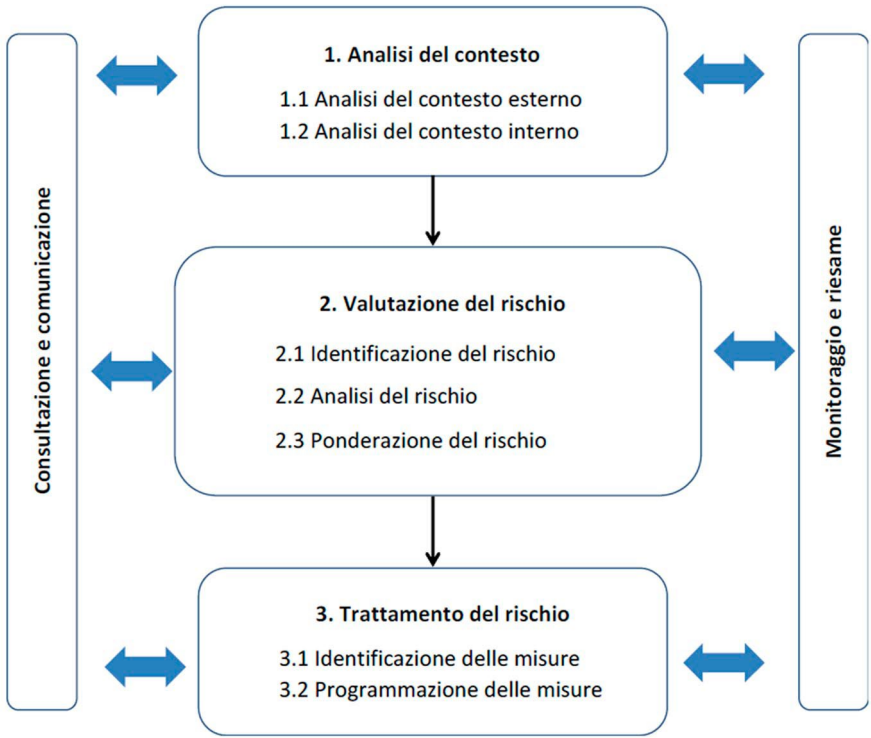 Consultazione e comunicazione
1. Analisi del contesto
1.1 Analisi del contesto esterno
1.2 Analisi del contesto interno
2. Valutazione del rischio
2.1 Identificazione del rischio
2.2 Analisi del rischio
2.3 Ponderazione del rischio
3. Trattamento del rischio
3.1 Identificazione delle misure
3.2 Programmazione delle misure
Monitoraggio e riesame